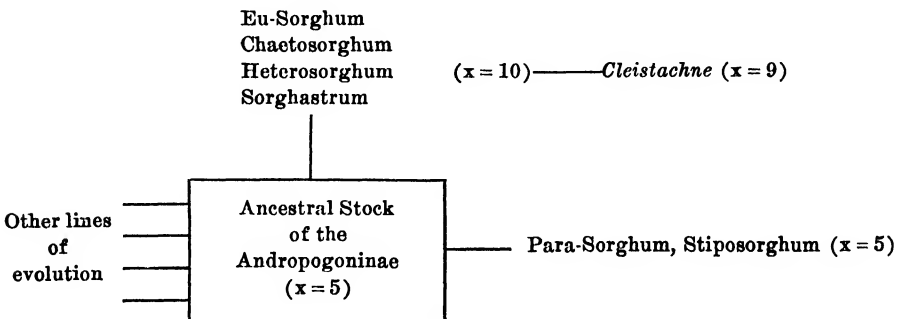 Eu-Sorghum
Chaetosorghum
Heterosorghum (x = 10) Cleistachne (x = 9)
Sorghastrum
Other lines
of
evolution
Ancestral Stock
of the
Andropogoninae
(x = 5)
Para-Sorghum, Stiposorghum (x = 5)